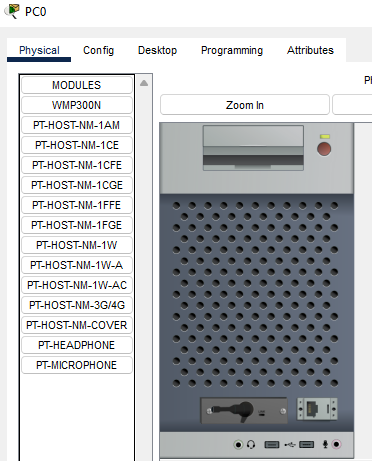 PC0
Physical Config Desktop Programming Attributes
MODULES
WMP300N
PT-HOST-NM-1AM
PT-HOST-NM-1CE
PT-HOST-NM-1CFE
PT-HOST-NM-1CGE
PT-HOST-NM-1FFE
PT-HOST-NM-1FGE
PT-HOST-NM-1W
PT-HOST-NM-1W-A
PT-HOST-NM-1W-AC
PT-HOST-NM-3G/4G
PT-HOST-NM-COVER
PT-HEADPHONE
PT-MICROPHONE
Zoom In